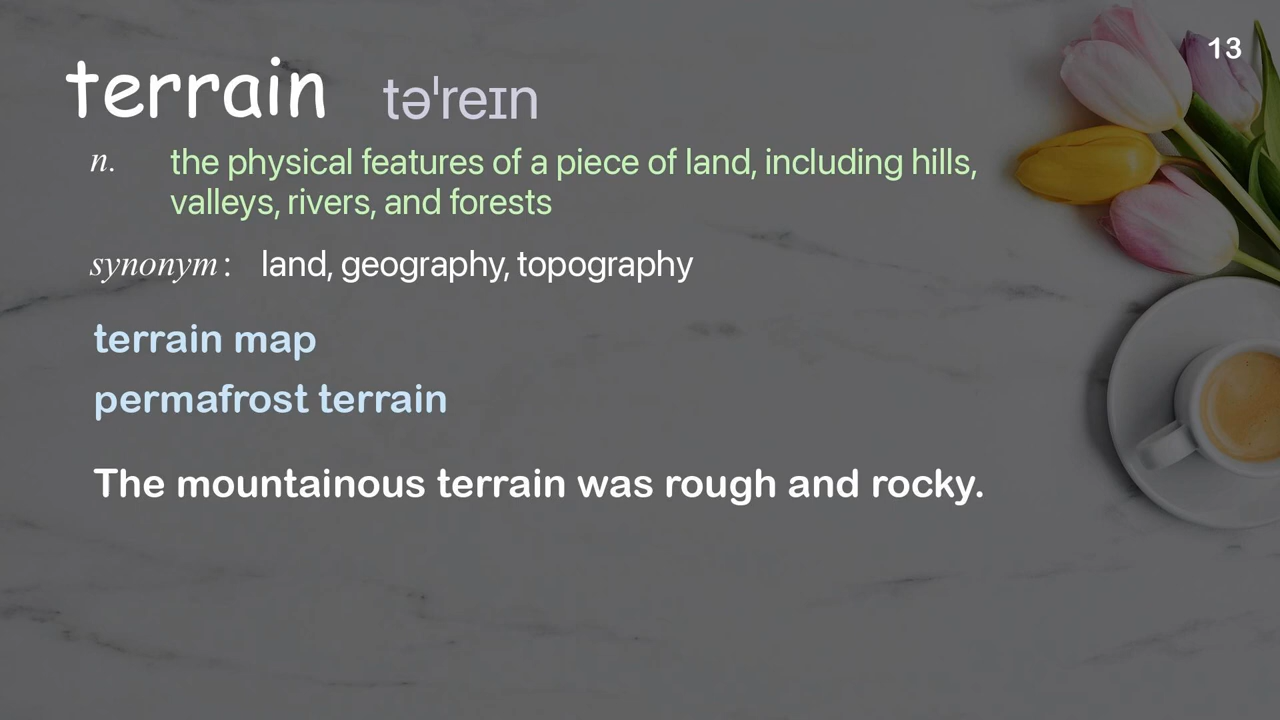 13
terrain təˈreɪn
n. the physical features of a piece of land, including hills,
valleys, rivers, and forests
synonym: land, geography, topography
terrain map
permafrost terrain
The mountainous terrain was rough and rocky.